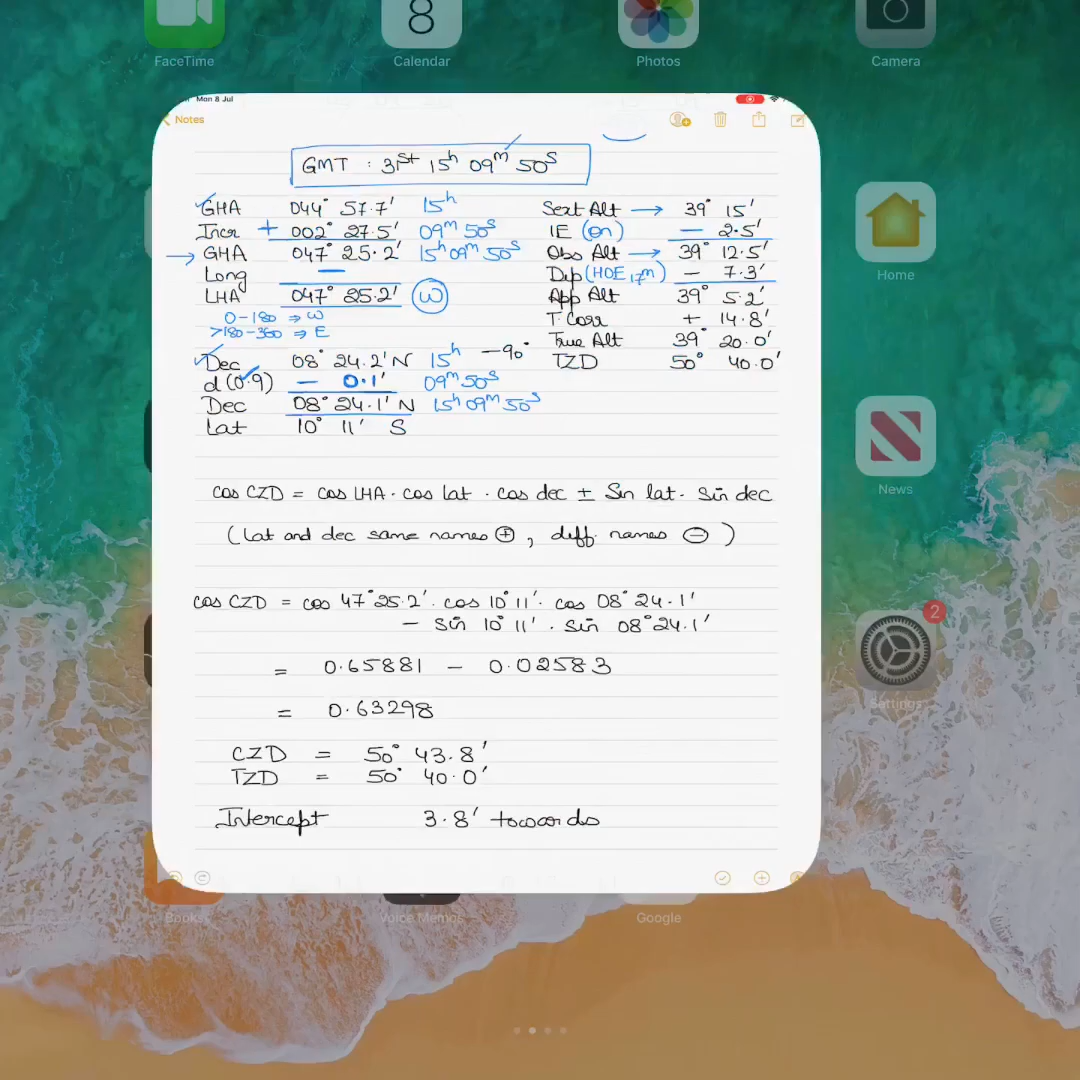 FaceTime
Calendar
8
Photos
Camera
Mon 8 Jul
Notes
GMT : 31st 15h 09m 50s
GHA 044° 57.7' 15h
Incr + 002° 27.5' 09m 50s
GHA 047° 25.2' 15h 09m 50s
Long —
LHA 047° 25.2' W
0-180 ⇒ W
>180-360 ⇒ E
Dec 08° 24.2' N 15h
d (0.9) — 0.1' 09m 50s
Dec 08° 24.1' N 15h 09m 50s
Lat 10° 11' S
Sext Alt → 39° 15'
IE (on) — 2.5'
Obs Alt → 39° 12.5'
Dip (HOE 17m) — 7.3'
App Alt 39° 5.2'
T. Corr + 14.8'
True Alt 39° 20.0'
—90°
TZD 50° 40.0'
cos CZD = cos LHA . cos lat . cos dec ± Sin lat . sin dec
(Lat and dec same names +, diff. names −)
cos CZD = cos 47° 25.2' . cos 10° 11' . cos 08° 24.1'
— sin 10° 11' . sin 08° 24.1'
= 0.65881 — 0.02583
= 0.63298
CZD = 50° 43.8'
TZD = 50° 40.0'
Intercept 3.8' towards
Home
News
2
Settings
Books
Voice Memos
Google